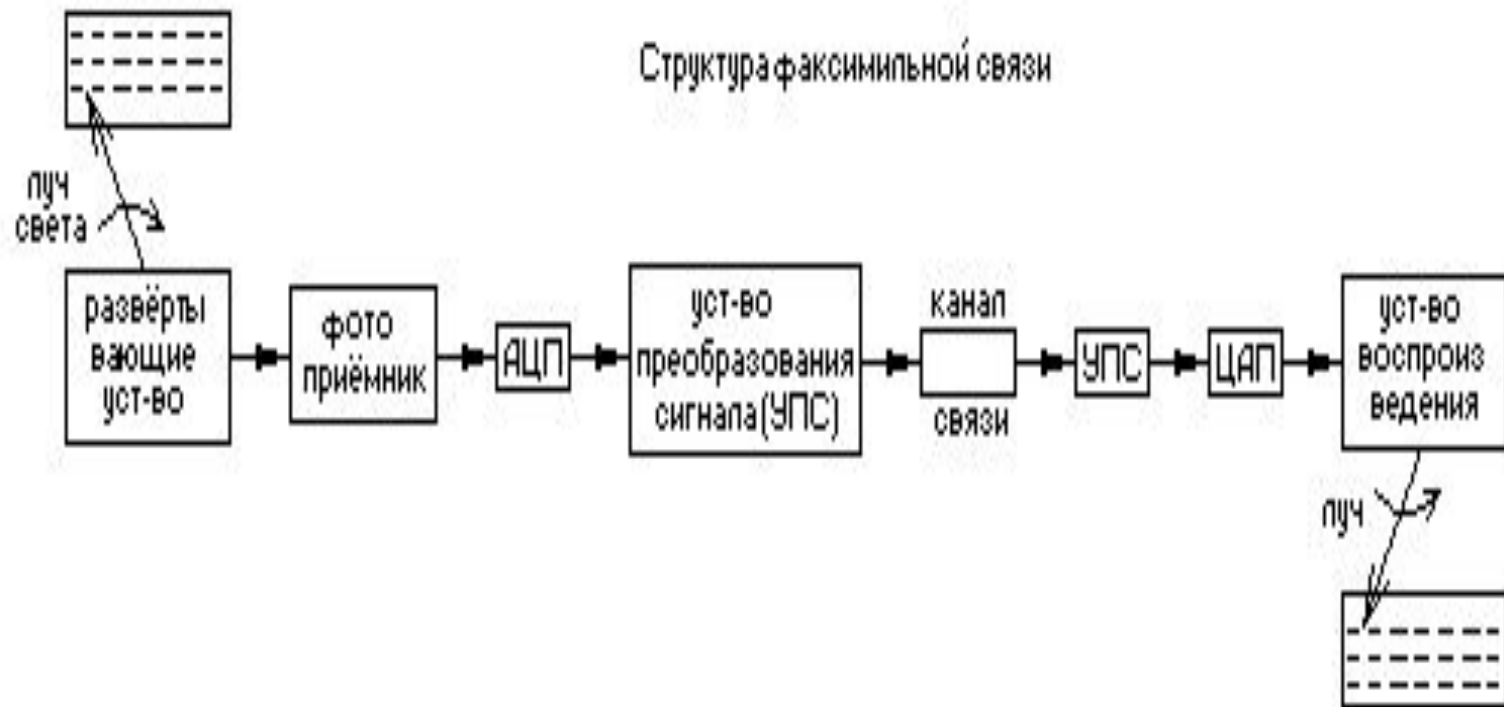 Структура факсимильной связи
луч
света
развёрты
вающие
уст-во
фото
приёмник
АЦП
уст-во
преобразования
сигнала(УПС)
канал
связи
УПС
ЦАП
уст-во
воспроиз
ведения
луч